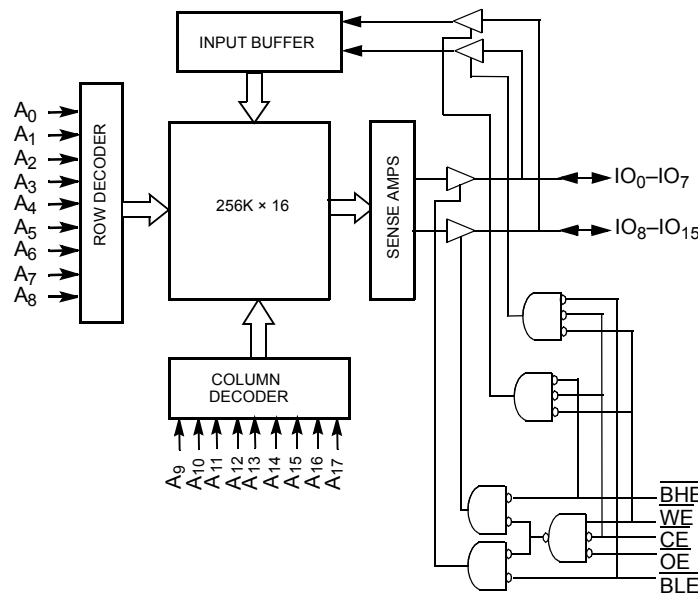 INPUT BUFFER
A0
A1
A2
A3
A4
A5
A6
A7
A8
ROW DECODER
256K × 16
SENSE AMPS
IO0–IO7
IO8–IO15
COLUMN
DECODER
A9
A10
A11
A12
A13
A14
A15
A16
A17
BHE
WE
CE
OE
BLE